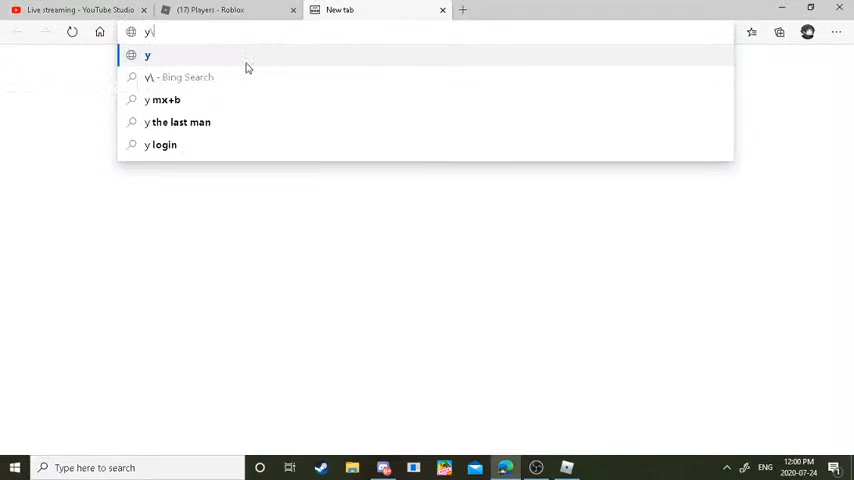 Live streaming - YouTube Studio
(17) Players - Roblox
New tab
y\
y
y\ - Bing Search
y mx+b
y the last man
y login
Type here to search
ENG
12:00 PM
2020-07-24